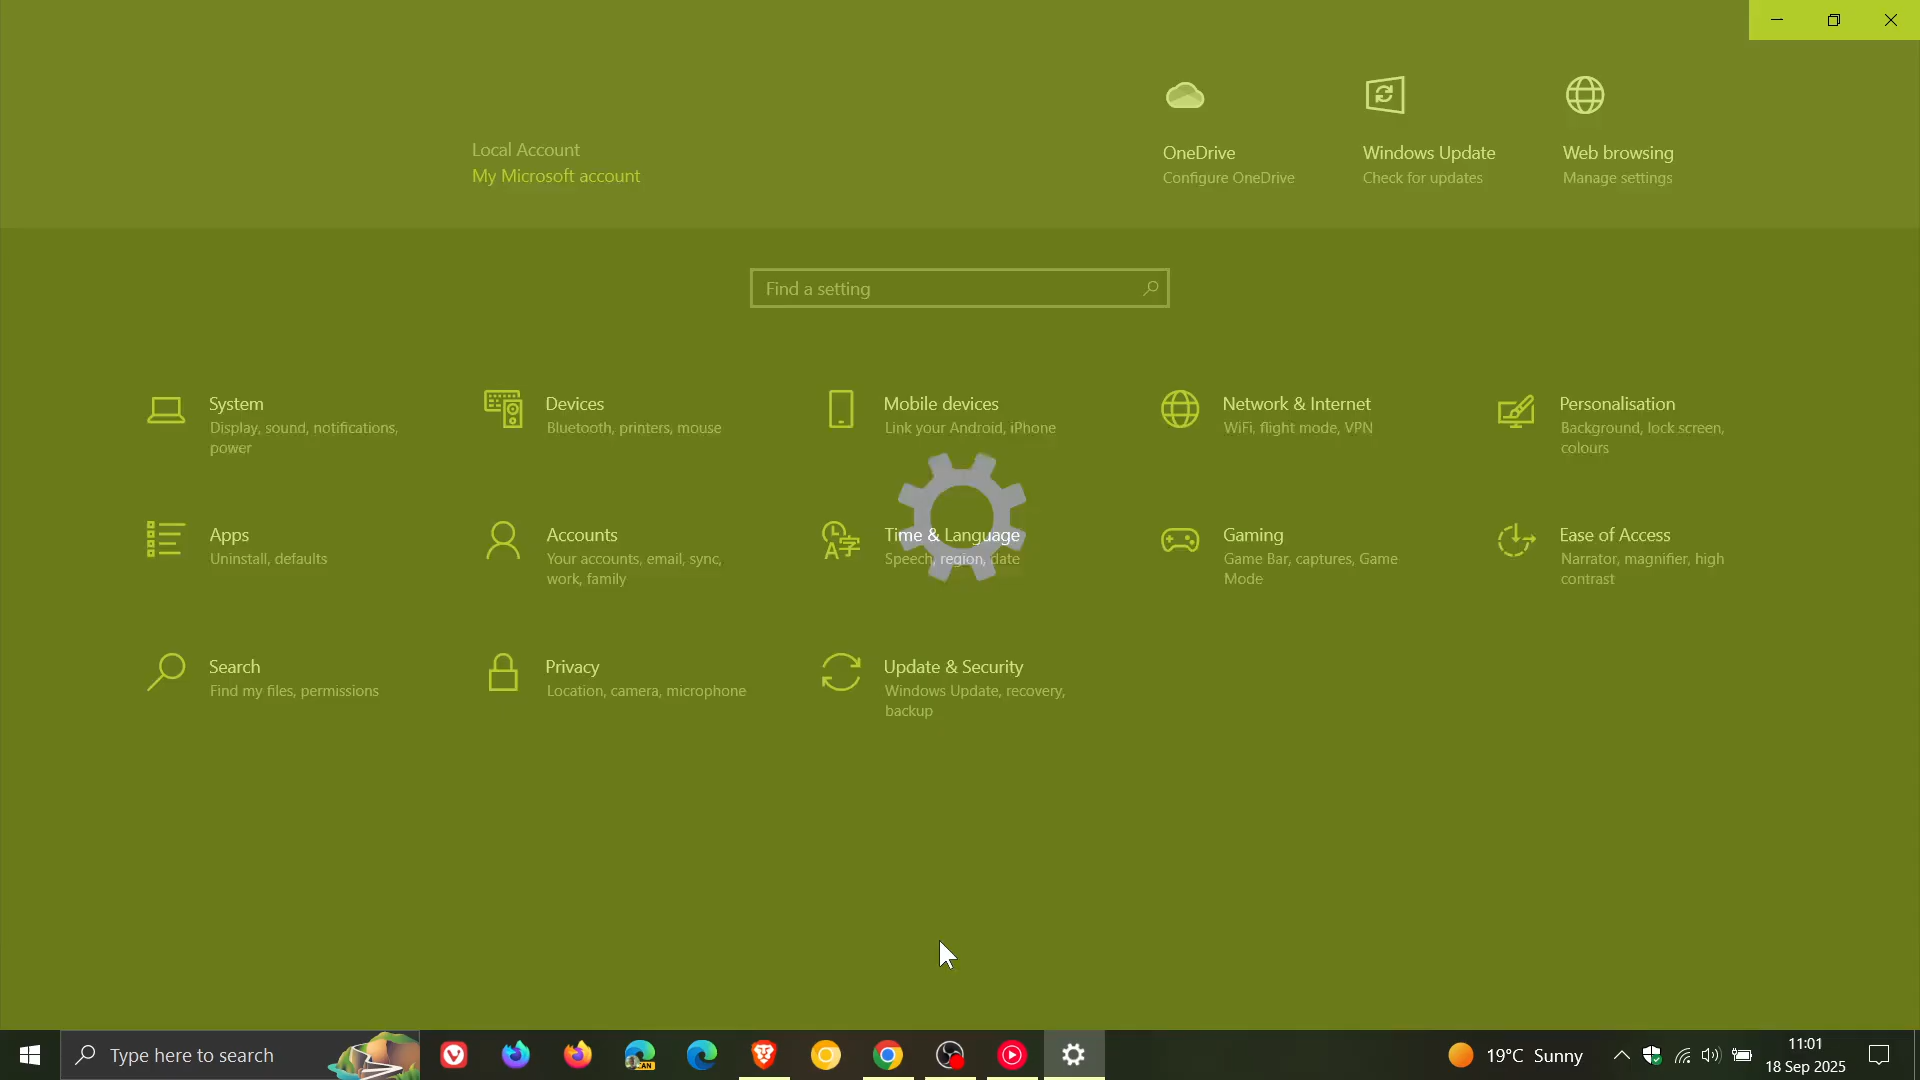 Local Account
My Microsoft account
OneDrive
Configure OneDrive
Windows Update
Check for updates
Web browsing
Manage settings
Find a setting
System
Display, sound, notifications,
power
Devices
Bluetooth, printers, mouse
Mobile devices
Link your Android, iPhone
Network & Internet
WiFi, flight mode, VPN
Personalisation
Background, lock screen,
colours
Apps
Uninstall, defaults
Accounts
Your accounts, email, sync,
work, family
Time & Language
Speech, region, date
Gaming
Game Bar, captures, Game
Mode
Ease of Access
Narrator, magnifier, high
contrast
Search
Find my files, permissions
Privacy
Location, camera, microphone
Update & Security
Windows Update, recovery,
backup
Type here to search
CAN
19°C Sunny
11:01
18 Sep 2025